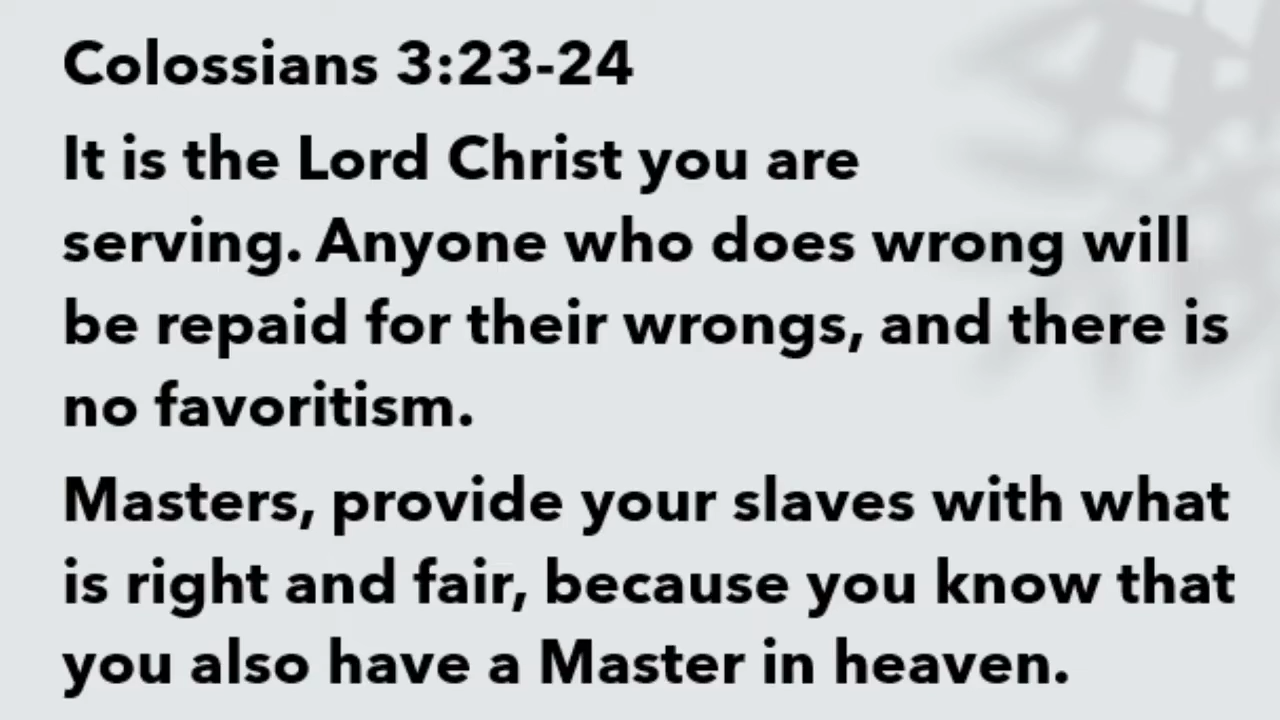 Colossians 3:23-24
It is the Lord Christ you are
serving. Anyone who does wrong will
be repaid for their wrongs, and there is
no favoritism.
Masters, provide your slaves with what
is right and fair, because you know that
you also have a Master in heaven.